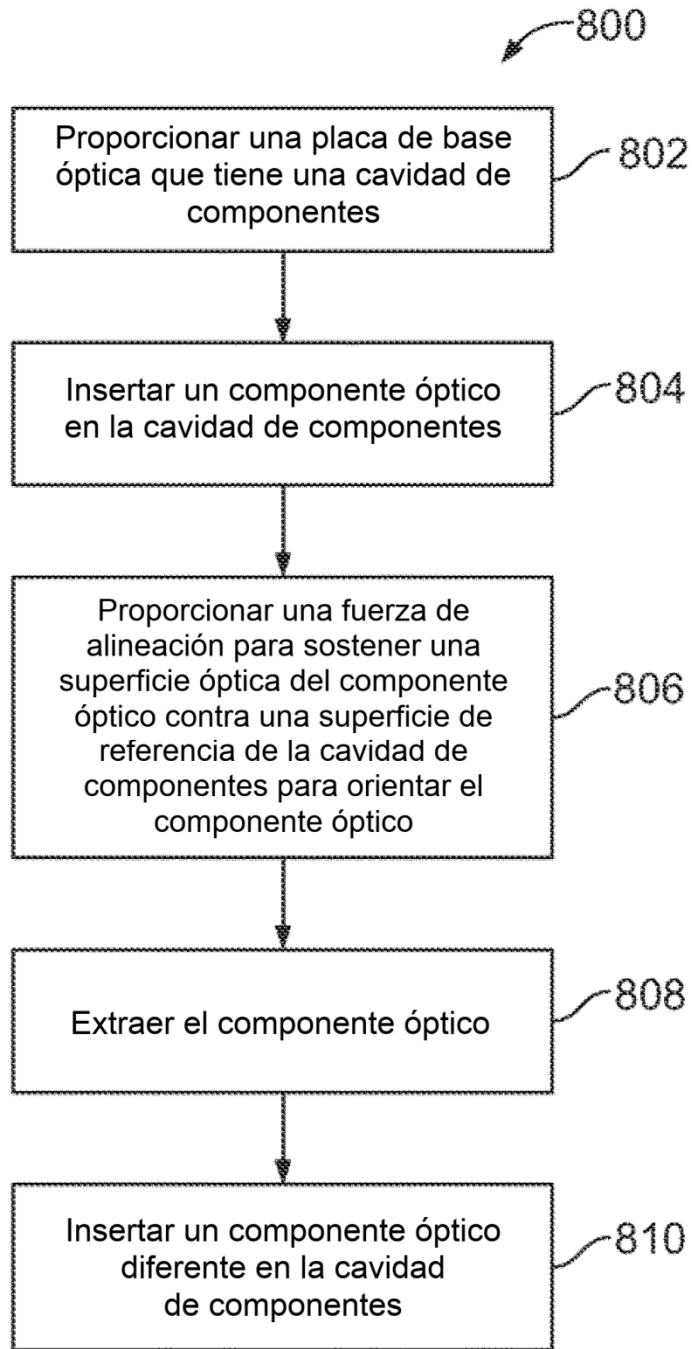 800
Proporcionar una placa de base
óptica que tiene una cavidad de
componentes
802
Insertar un componente óptico
en la cavidad de componentes
804
Proporcionar una fuerza de
alineación para sostener una
superficie óptica del componente
óptico contra una superficie de
referencia de la cavidad de
componentes para orientar el
componente óptico
806
Extraer el componente óptico
808
Insertar un componente óptico
diferente en la cavidad
de componentes
810